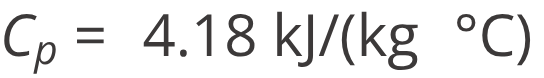 Cₚ = 4.18 kJ/(kg °C)